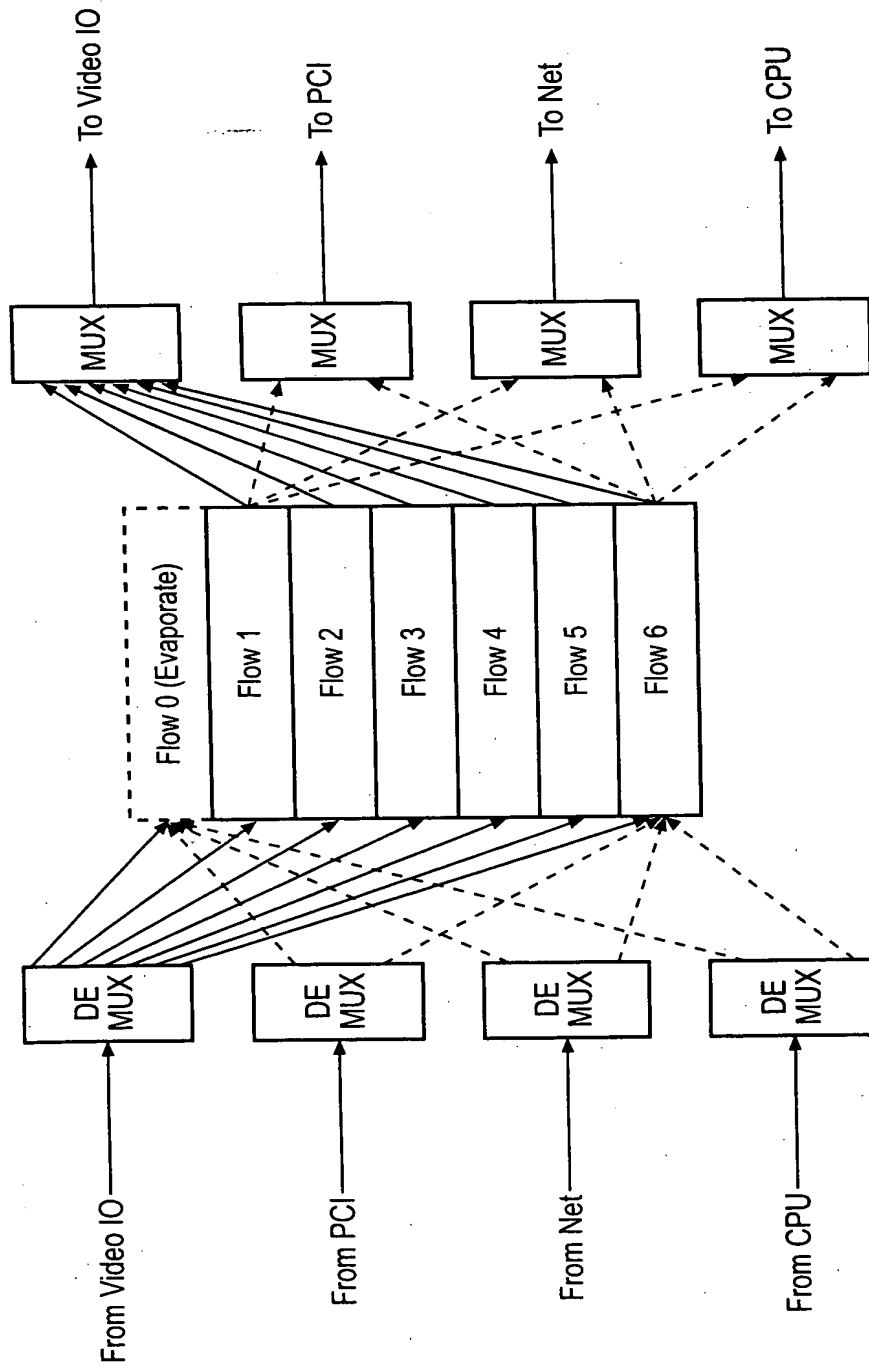 From Video IO
From PCI
From Net
From CPU
DE
MUX
DE
MUX
DE
MUX
DE
MUX
Flow 0 (Evaporate)
Flow 1
Flow 2
Flow 3
Flow 4
Flow 5
Flow 6
MUX
MUX
MUX
MUX
To Video IO
To PCI
To Net
To CPU